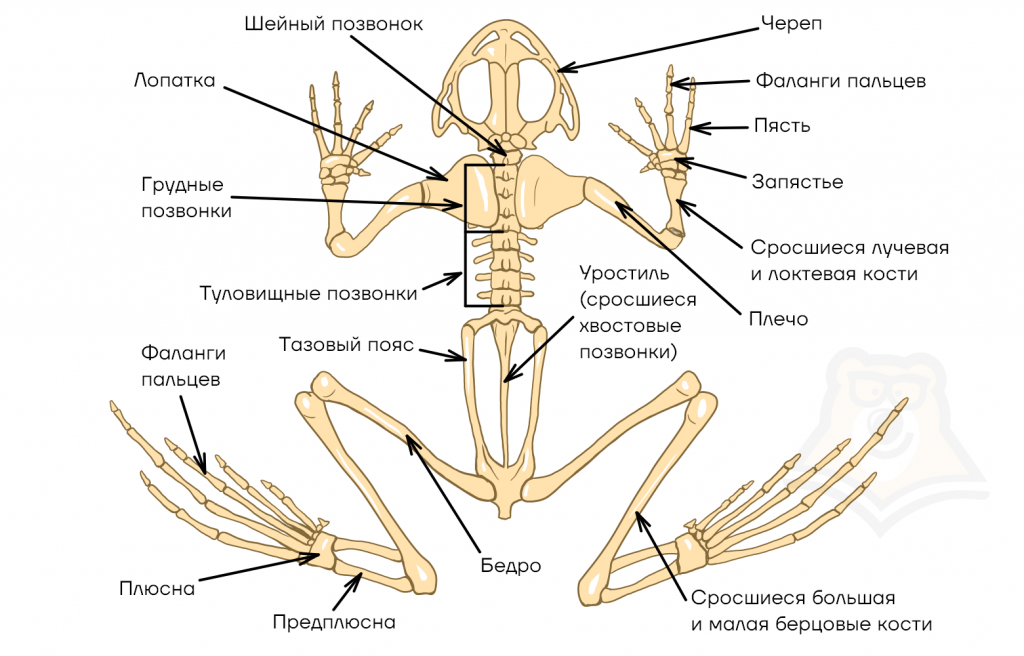 Шейный позвонок
Череп
Лопатка
Фаланги пальцев
Пясть
Грудные
позвонки
Запястье
Сросшиеся лучевая
и локтевая кости
Уростиль
(сросшиеся
хвостовые
позвонки)
Туловищные позвонки
Плечо
Тазовый пояс
Фаланги
пальцев
Бедро
Плюсна
Предплюсна
Сросшиеся большая
и малая берцовые кости